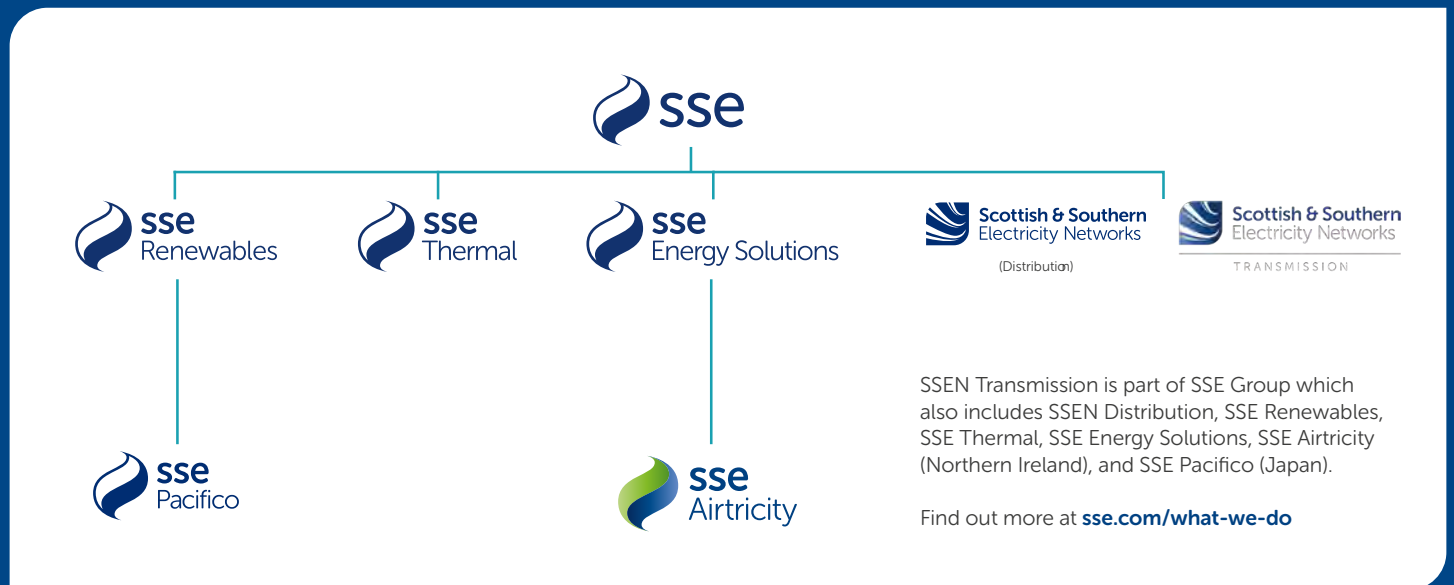 sse
sse
Renewables
sse
Thermal
sse
Energy Solutions
Scottish & Southern
Electricity Networks
(Distribution)
Scottish & Southern
Electricity Networks
TRANSMISSION
sse
Pacifico
sse
Airtricity
SSEN Transmission is part of SSE Group which
also includes SSEN Distribution, SSE Renewables,
SSE Thermal, SSE Energy Solutions, SSE Airtricity
(Northern Ireland), and SSE Pacifico (Japan).
Find out more at sse.com/what-we-do